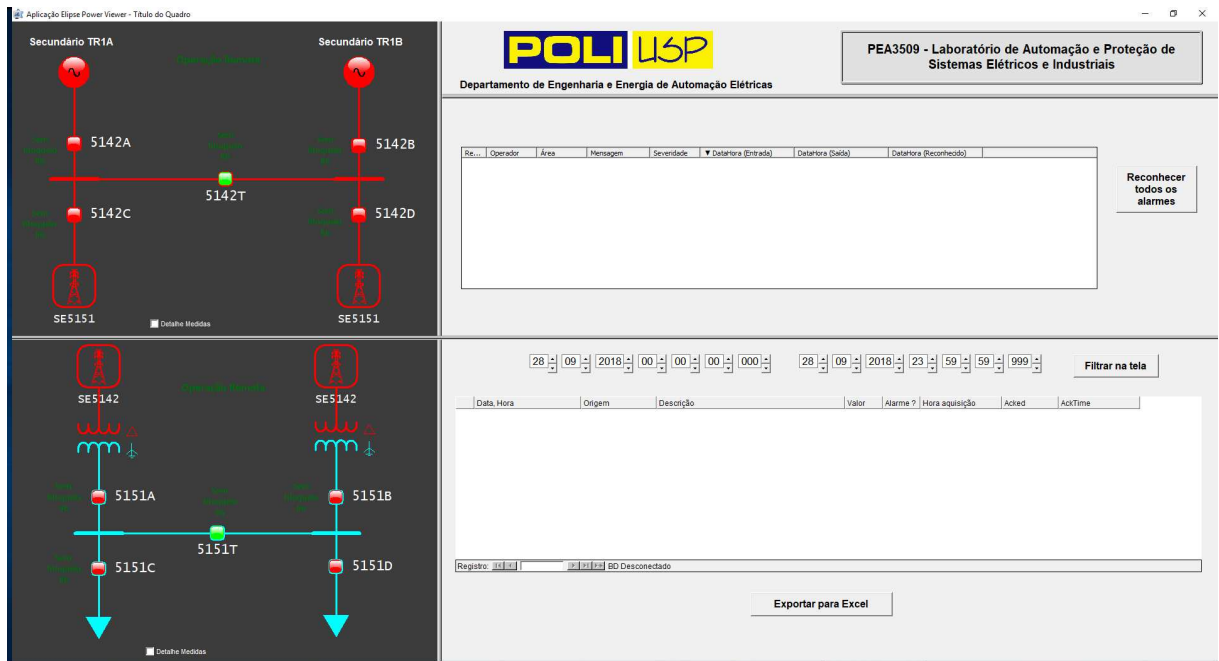 Aplicação Elipse Power Viewer - Título do Quadro
Secundário TR1A
Secundário TR1B
5142A
5142B
5142T
5142C
5142D
SE5151
SE5151
Detalhe Medidas
POLI USP
Departamento de Engenharia e Energia de Automação Elétricas
PEA3509 - Laboratório de Automação e Proteção de
Sistemas Elétricos e Industriais
Re... Operador Área Mensagem Severidade ▼ DataHora (Entrada) DataHora (Saída) DataHora (Reconhecido)
Reconhecer
todos os
alarmes
SE5142
SE5142
5151A
5151B
5151T
5151C
5151D
Detalhe Medidas
28 09 2018 00 00 00 000 28 09 2018 23 59 59 999
Filtrar na tela
Data, Hora Origem Descrição Valor Alarme ? Hora aquisição Acked AckTime
Registro: BD Desconectado
Exportar para Excel